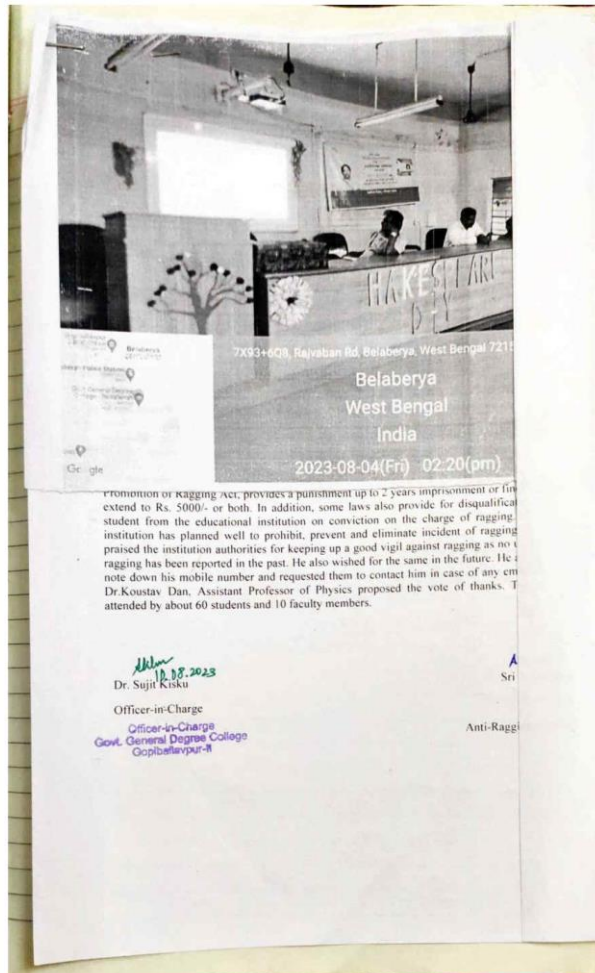 HAKESHARI
DEY
Belaberya
Google
7X93+6Q8, Rajvaban Rd, Belaberya, West Bengal 7215
Belaberya
West Bengal
India
2023-08-04(Fri) 02:20(pm)
Prohibition of Ragging Act, provides a punishment up to 2 years imprisonment or fin
extend to Rs. 5000/- or both. In addition, some laws also provide for disqualificat
student from the educational institution on conviction on the charge of ragging.
institution has planned well to prohibit, prevent and eliminate incident of ragging
praised the institution authorities for keeping up a good vigil against ragging as no
ragging has been reported in the past. He also wished for the same in the future. He
note down his mobile number and requested them to contact him in case of any em
Dr.Koustav Dan, Assistant Professor of Physics proposed the vote of thanks. T
attended by about 60 students and 10 faculty members.
Dr. Sujit Kisku
Sri
Officer-in-Charge
Anti-Raggi
Officer-in-Charge
Govt. General Degree College
Gopiballavpur-II